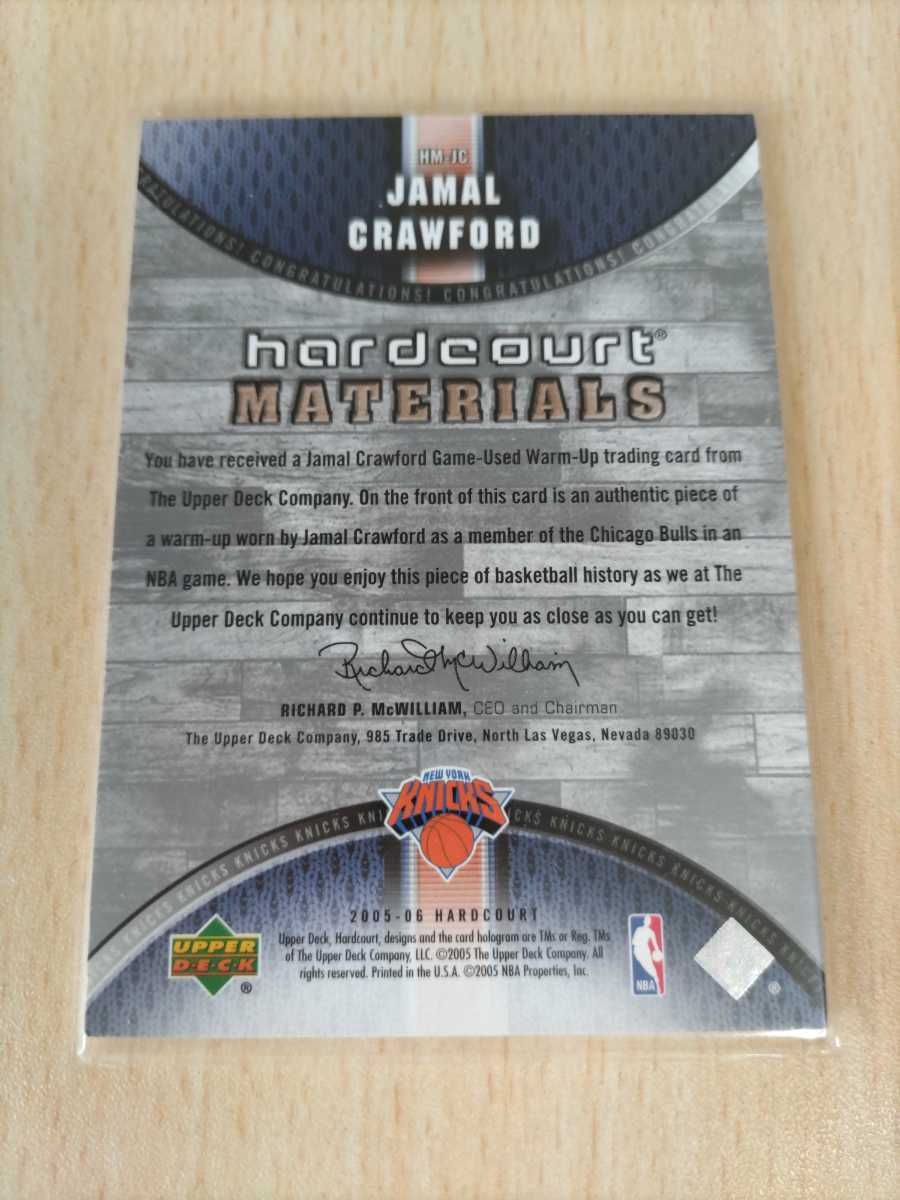 HM-JC
JAMAL
CRAWFORD
CONGRATULATIONS! CONGRATULATIONS!
hardcourt®
MATERIALS
You have received a Jamal Crawford Game-Used Warm-Up trading card from
The Upper Deck Company. On the front of this card is an authentic piece of
a warm-up worn by Jamal Crawford as a member of the Chicago Bulls in an
NBA game. We hope you enjoy this piece of basketball history as we at The
Upper Deck Company continue to keep you as close as you can get!
Richard McWilliam
RICHARD P. McWILLIAM, CEO and Chairman
The Upper Deck Company, 985 Trade Drive, North Las Vegas, Nevada 89030
NEW YORK
KNICKS
KNICKS KNICKS KNICKS KNICKS KNICKS KNICKS KNICKS KNICKS
2005-06 HARDCOURT
UPPER
DECK
®
Upper Deck, Hardcourt, designs and the card hologram are TMs or Reg. TMs
of The Upper Deck Company, LLC. ©2005 The Upper Deck Company. All
rights reserved. Printed in the U.S.A. ©2005 NBA Properties, Inc.
NBA
®